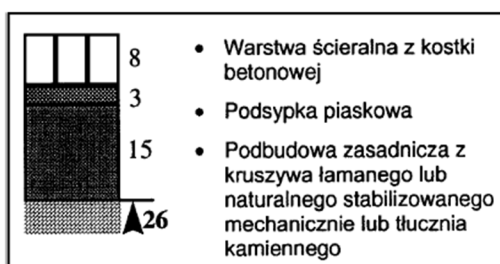 8
3
15
26
• Warstwa ścieralna z kostki
betonowej
• Podsypka piaskowa
• Podbudowa zasadnicza z
kruszywa łamanego lub
naturalnego stabilizowanego
mechanicznie lub tłucznia
kamiennego